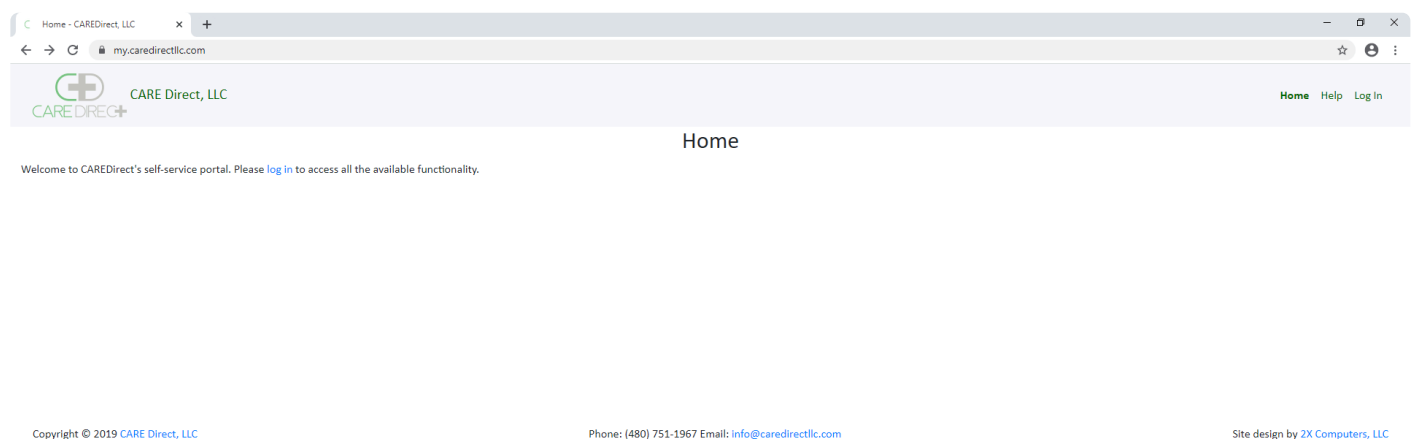 Home - CAREDirect, LLC
my.caredirectllc.com
CARE DIRECT
CARE Direct, LLC
Home Help Log In
Home
Welcome to CAREDirect's self-service portal. Please log in to access all the available functionality.
Copyright © 2019 CARE Direct, LLC
Phone: (480) 751-1967 Email: info@caredirectllc.com
Site design by 2X Computers, LLC